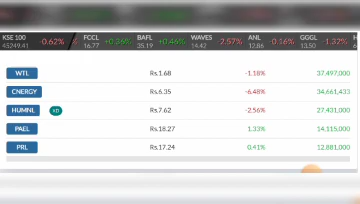 KSE 100 FCCL BAFL WAVES ANL GGGL
45249.41 -0.62% 16.77 +0.36% 35.19 +0.46% 14.42 -2.57% 12.86 -0.16% 13.50 -1.32%
WTL Rs.1.68 -1.18% 37,497,000
CNERGY Rs.6.35 -6.48% 34,661,433
HUMNL XD Rs.7.62 -2.56% 27,431,000
PAEL Rs.18.27 1.33% 14,115,000
PRL Rs.17.24 0.41% 12,881,000